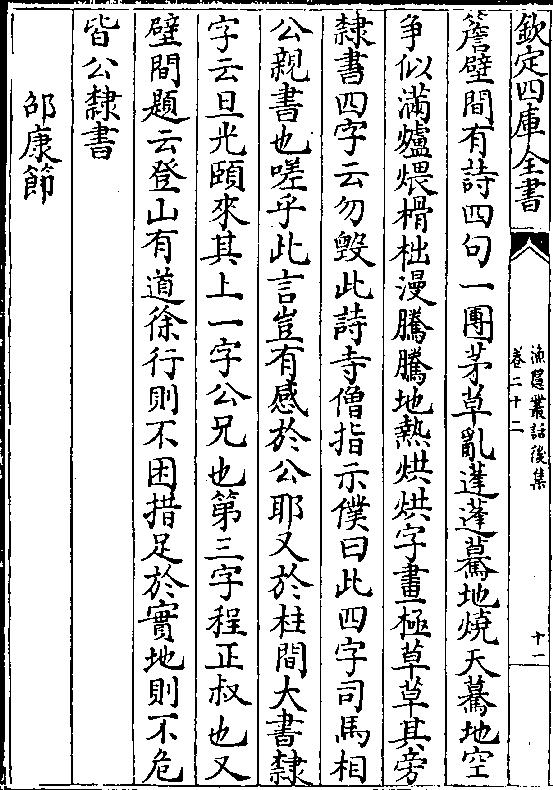 欽定四庫全書
漁隱叢話後集
卷二十二
十一
簷壁間有詩四句一團茅草亂蓬蓬驀地燒天驀地空
爭似滿爐煨榾柮漫騰騰地熱烘烘字畫極草草其旁
隸書四字云勿毀此詩寺僧指示僕曰此四字司馬相
公親書也嗟乎此言豈有感於公耶又於柱間大書隸
字云旦光頤來其上一字公兄也第三字程正叔也又
壁間題云登山有道徐行則不困措足於實地則不危
皆公隸書
邵康節